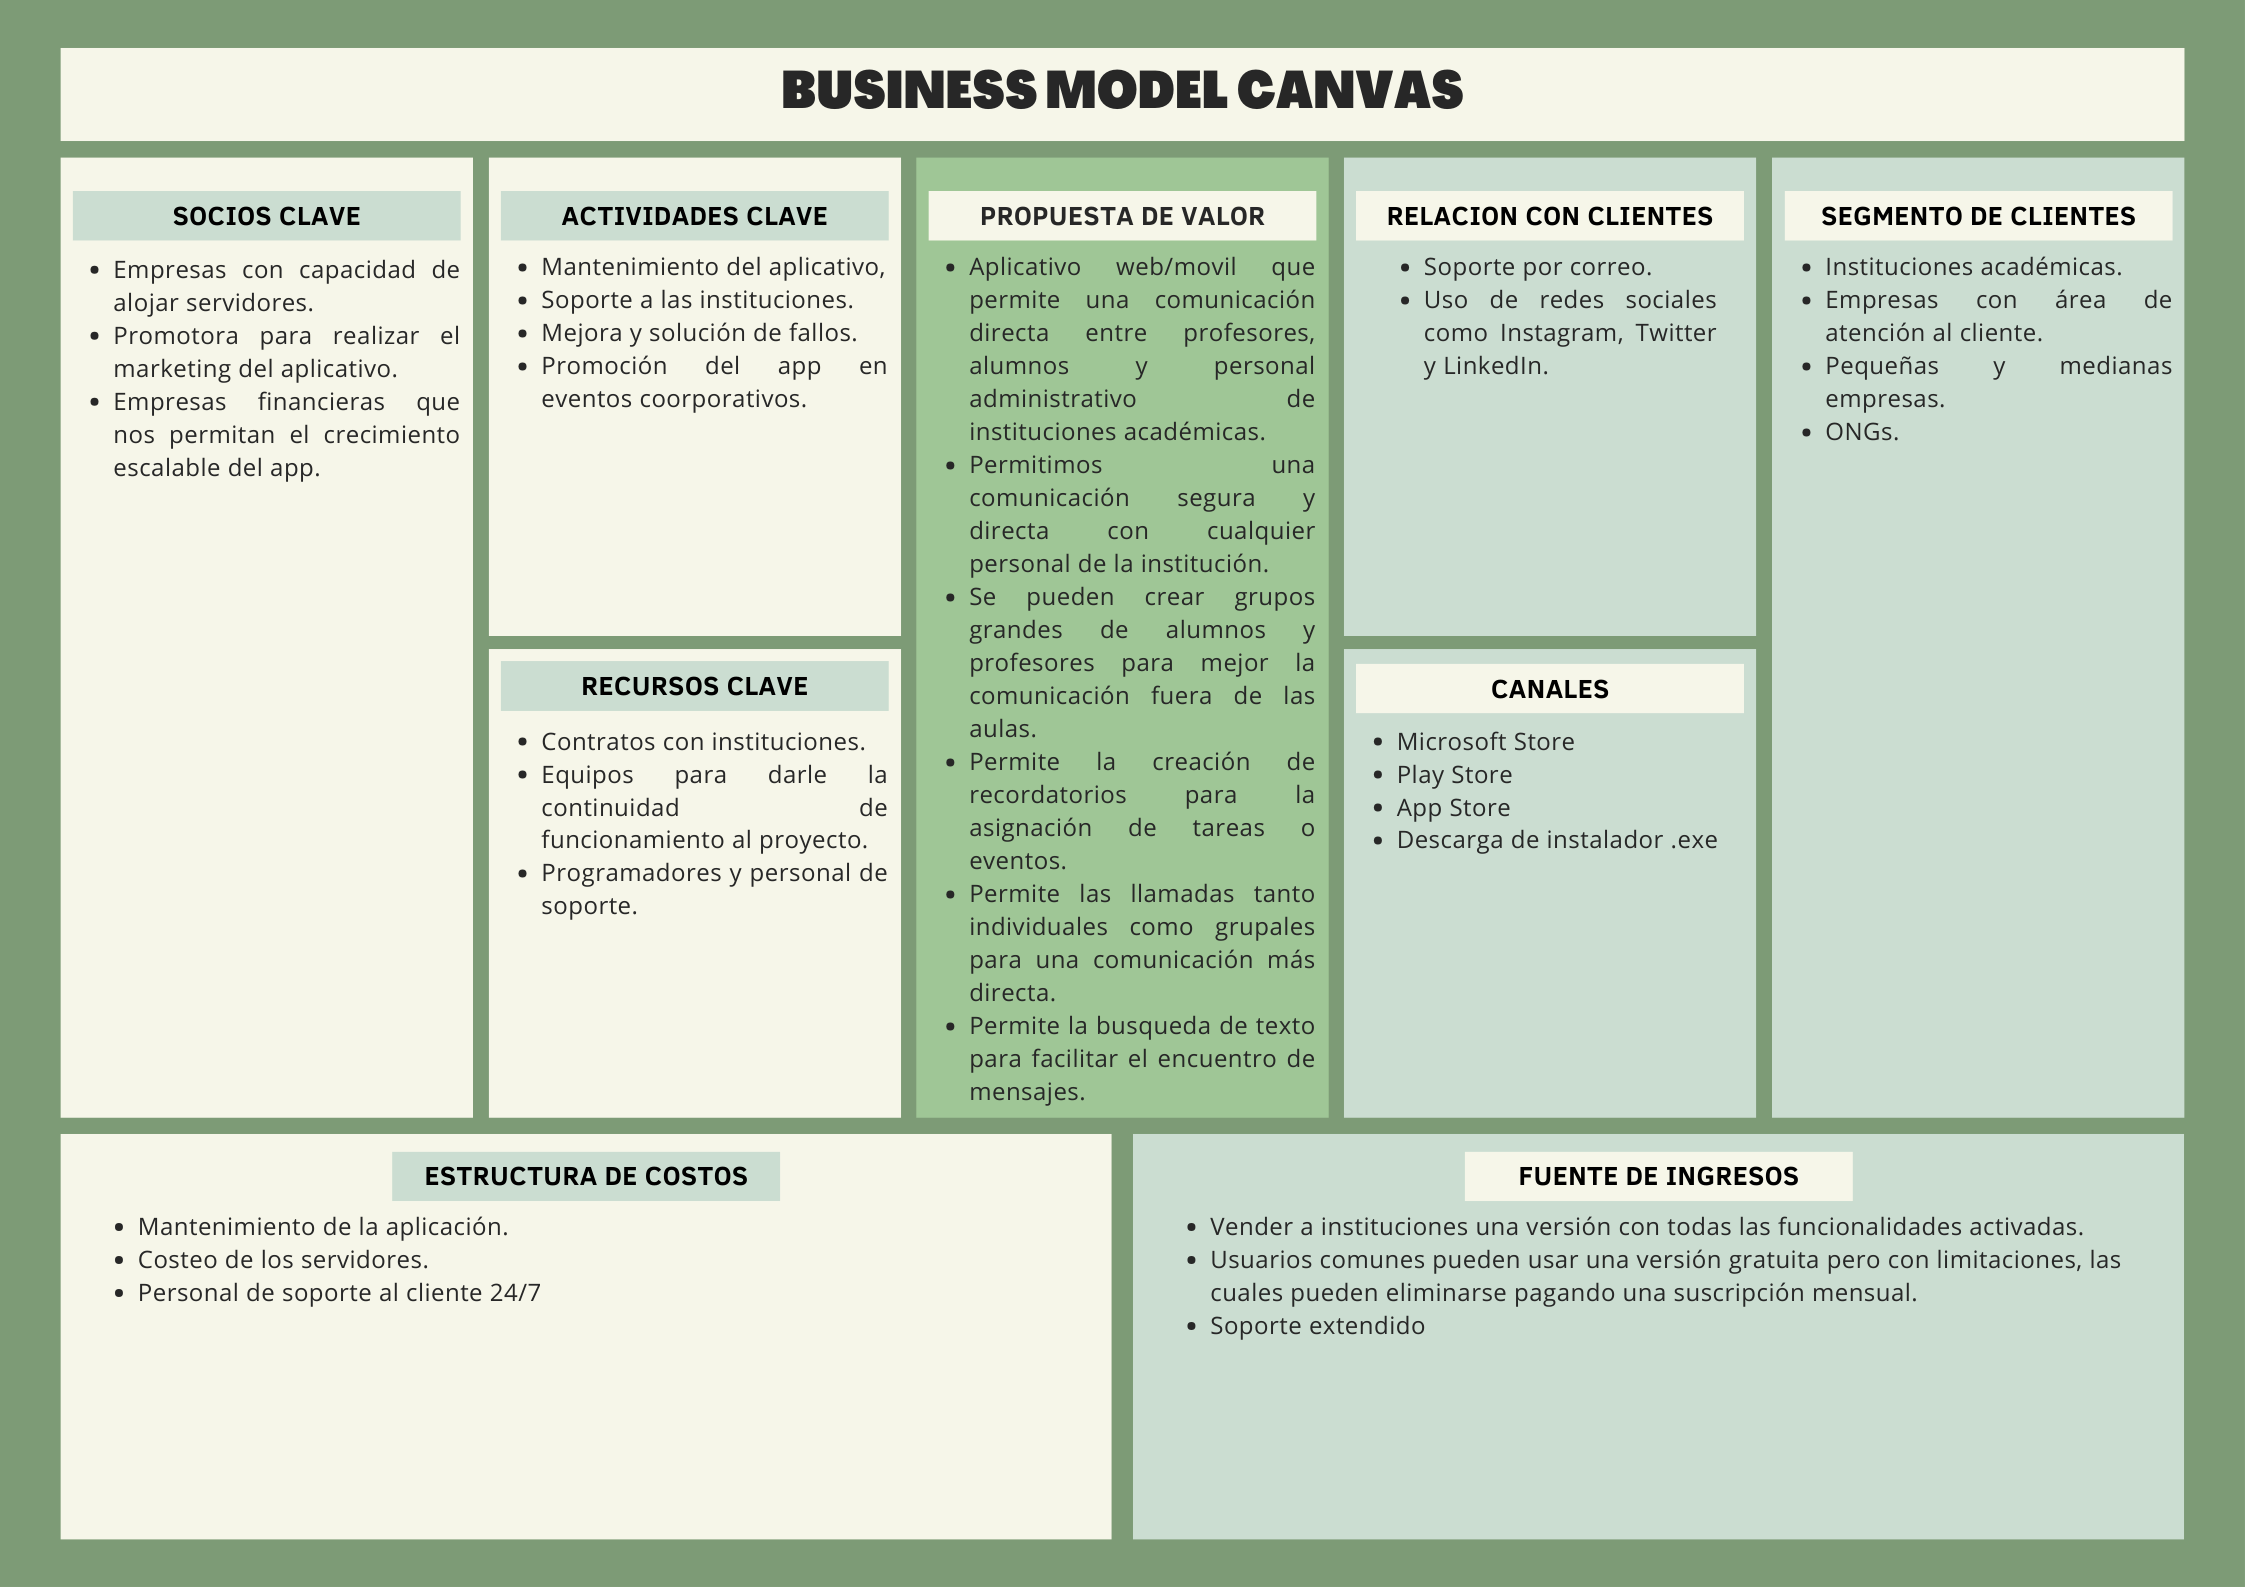 BUSINESS MODEL CANVAS
SOCIOS CLAVE
Empresas con capacidad de
alojar servidores.
Promotora para realizar el
marketing del aplicativo.
Empresas financieras que
nos permitan el crecimiento
escalable del app.
ACTIVIDADES CLAVE
Mantenimiento del aplicativo,
Soporte a las instituciones.
Mejora y solución de fallos.
Promoción del app en
eventos coorporativos.
RECURSOS CLAVE
Contratos con instituciones.
Equipos para darle la
continuidad de
funcionamiento al proyecto.
Programadores y personal de
soporte.
PROPUESTA DE VALOR
Aplicativo web/movil que
permite una comunicación
directa entre profesores,
alumnos y personal
administrativo de
instituciones académicas.
Permitimos una
comunicación segura y
directa con cualquier
personal de la institución.
Se pueden crear grupos
grandes de alumnos y
profesores para mejor la
comunicación fuera de las
aulas.
Permite la creación de
recordatorios para la
asignación de tareas o
eventos.
Permite las llamadas tanto
individuales como grupales
para una comunicación más
directa.
Permite la busqueda de texto
para facilitar el encuentro de
mensajes.
RELACION CON CLIENTES
Soporte por correo.
Uso de redes sociales
como Instagram, Twitter
y LinkedIn.
CANALES
Microsoft Store
Play Store
App Store
Descarga de instalador .exe
SEGMENTO DE CLIENTES
Instituciones académicas.
Empresas con área de
atención al cliente.
Pequeñas y medianas
empresas.
ONGs.
ESTRUCTURA DE COSTOS
Mantenimiento de la aplicación.
Costeo de los servidores.
Personal de soporte al cliente 24/7
FUENTE DE INGRESOS
Vender a instituciones una versión con todas las funcionalidades activadas.
Usuarios comunes pueden usar una versión gratuita pero con limitaciones, las
cuales pueden eliminarse pagando una suscripción mensual.
Soporte extendido